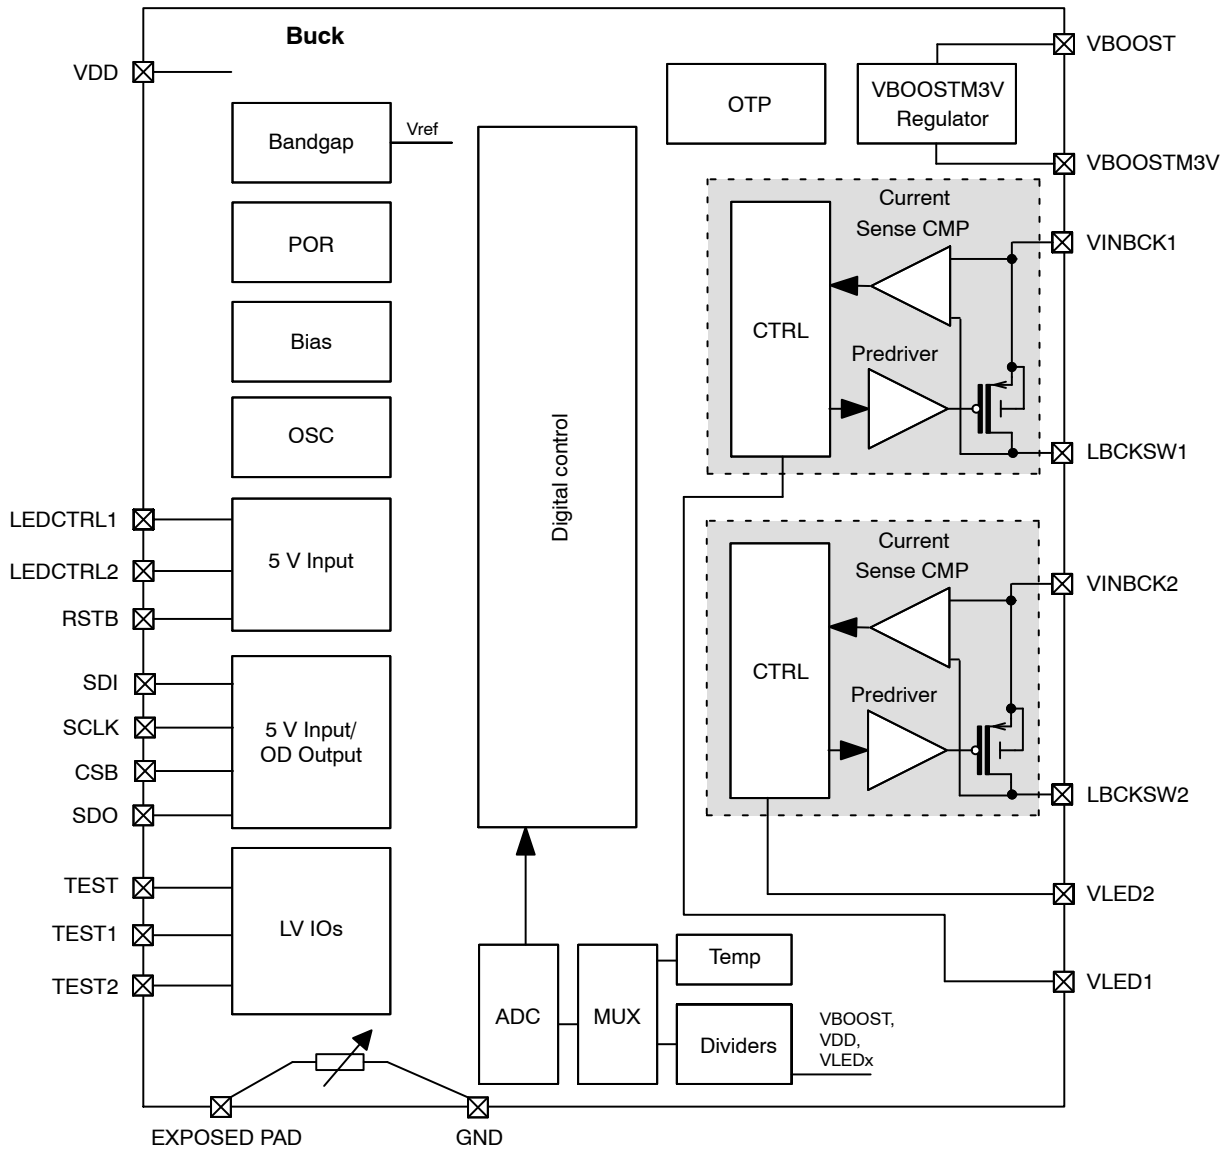 Buck
VDD
VBOOST
OTP
VBOOSTM3V
Regulator
Bandgap
Vref
VBOOSTM3V
POR
Current
Sense CMP
VINBCK1
CTRL
Bias
Predriver
OSC
LBCKSW1
Digital control
LEDCTRL1
5 V Input
LEDCTRL2
RSTB
Current
Sense CMP
VINBCK2
CTRL
SDI
SCLK
5 V Input/
OD Output
CSB
SDO
Predriver
LBCKSW2
TEST
LV IOs
TEST1
TEST2
VLED2
VLED1
ADC
MUX
Temp
Dividers
VBOOST,
VDD,
VLEDx
EXPOSED PAD
GND